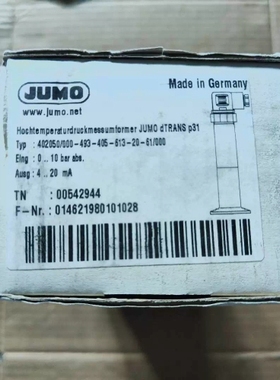 JUMO
www.jumo.net
Made in Germany
Hochtemperaturdruckmessumformer JUMO dTRANS p31
Typ : 402050/000-493-405-613-20-61/000
Eing : 0 .. 10 bar abs.
Ausg : 4 .. 20 mA
TN : 00542944
F-Nr. : 014621980101028